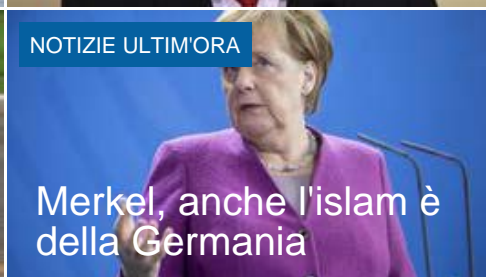 NOTIZIE ULTIM'ORA
Merkel, anche l'islam è
della Germania